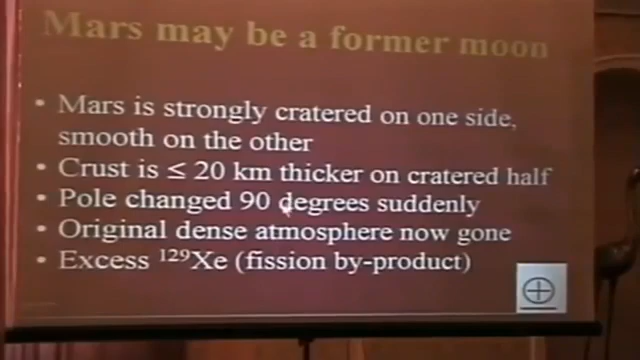 Mars may be a former moon
• Mars is strongly cratered on one side,
smooth on the other
• Crust is ≤ 20 km thicker on cratered half
• Pole changed 90 degrees suddenly
• Original dense atmosphere now gone
• Excess ¹²⁹Xe (fission by-product)